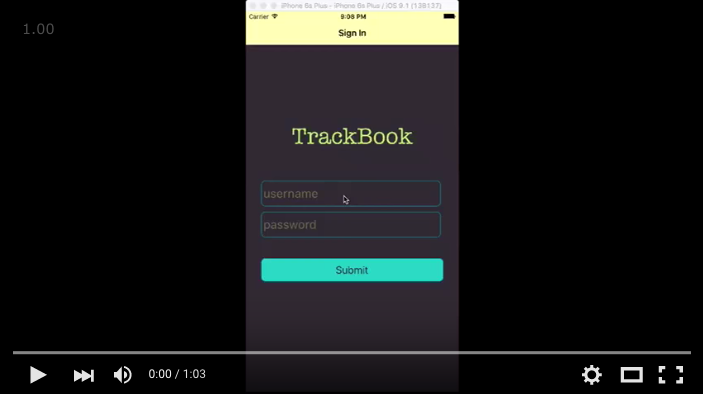 iPhone 6s Plus - iPhone 6s Plus / iOS 9.1 (13B137)
1.00
Carrier 9:08 PM
Sign In
TrackBook
username
password
Submit
0:00 / 1:03